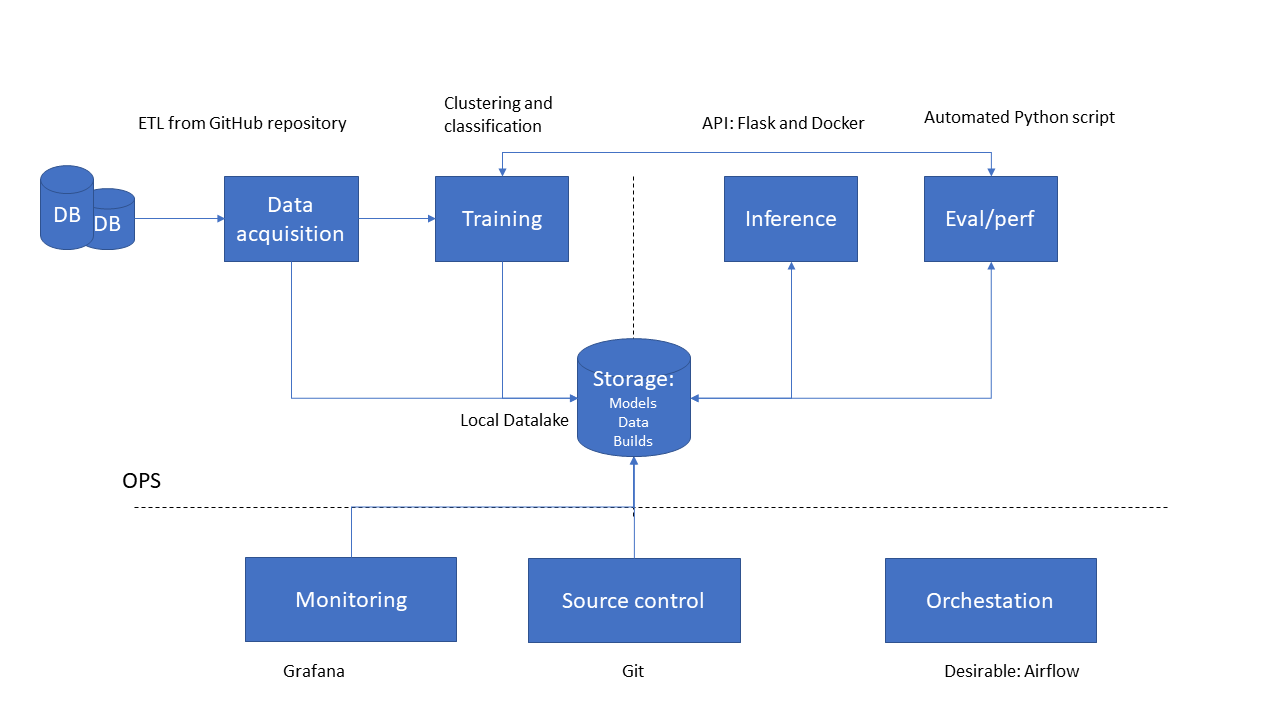 ETL from GitHub repository
Clustering and
classification
API: Flask and Docker
Automated Python script
DB
DB
Data
acquisition
Training
Inference
Eval/perf
Storage:
Models
Data
Builds
Local Datalake
OPS
Monitoring
Source control
Orchestation
Grafana
Git
Desirable: Airflow